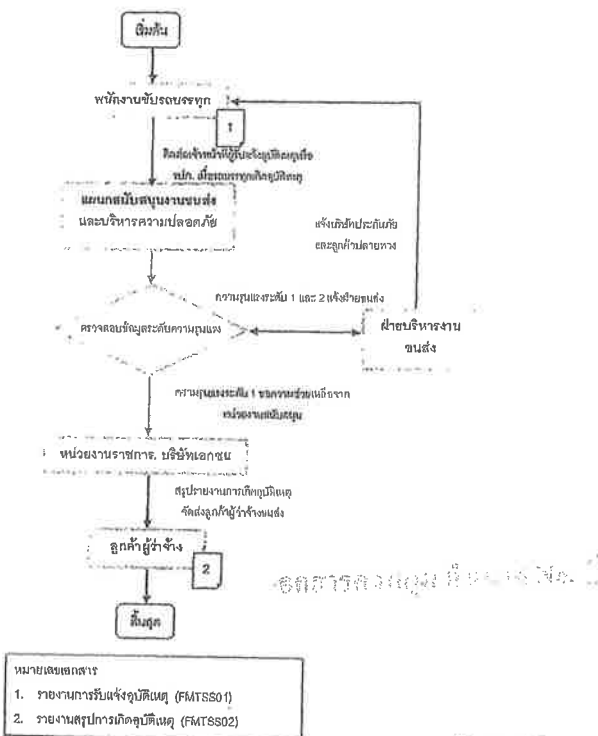 เริ่มต้น
พนักงานขับรถบรรทุก
1
ติดต่อเจ้าหน้าที่ผู้รับแจ้งอุบัติเหตุหรือ
รปภ. เมื่อรถบรรทุกเกิดอุบัติเหตุ
แผนกสนับสนุนงานขนส่ง
และบริหารความปลอดภัย
แจ้งบริษัทประกันภัย
และลูกค้าปลายทาง
ความรุนแรงระดับ 1 และ 2 แจ้งฝ่ายขนส่ง
ตรวจสอบข้อมูลระดับความรุนแรง
ฝ่ายบริหารงาน
ขนส่ง
ความรุนแรงระดับ 1 ขอความช่วยเหลือจาก
หน่วยงานสนับสนุน
หน่วยงานราชการ, บริษัทเอกชน
สรุปรายงานการเกิดอุบัติเหตุ
จัดส่งลูกค้าผู้ว่าจ้างขนส่ง
ลูกค้าผู้ว่าจ้าง
2
สิ้นสุด
หมายเลขเอกสาร
1. รายงานการรับแจ้งอุบัติเหตุ (FMTSS01)
2. รายงานสรุปการเกิดอุบัติเหตุ (FMTSS02)